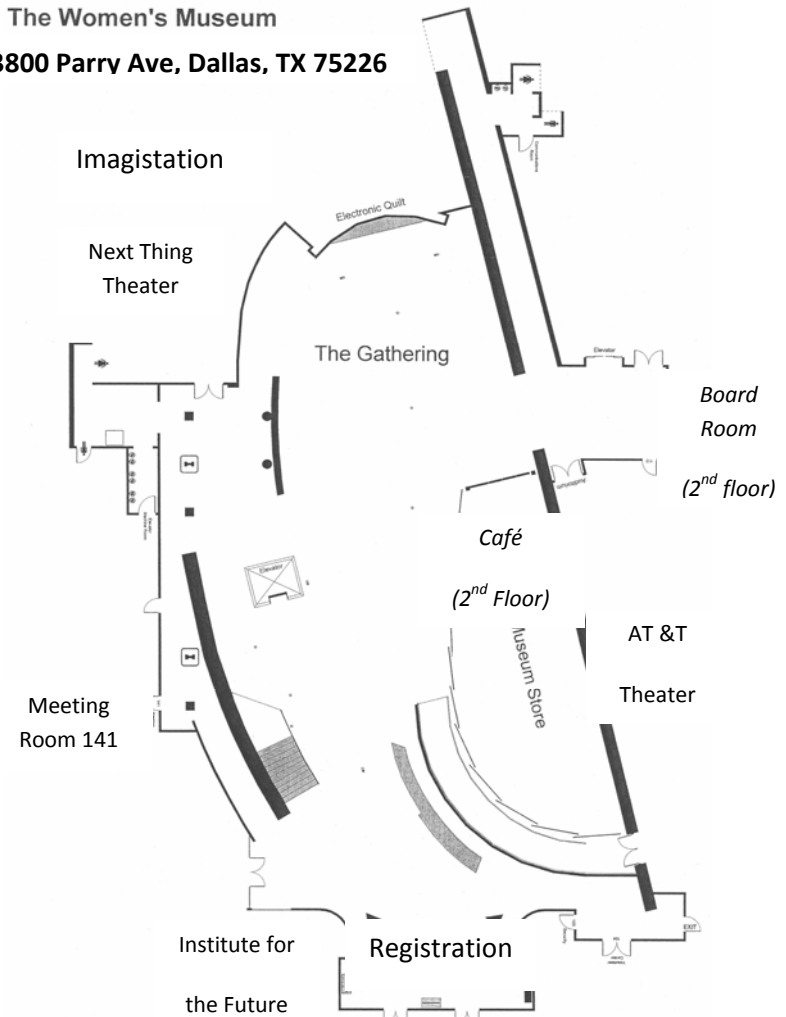 The Women's Museum
3800 Parry Ave, Dallas, TX 75226
Imagistation
Electronic Quilt
Next Thing
Theater
The Gathering
Elevator
Board
Room
(2nd floor)
Auditorium
Café
(2nd Floor)
Elevator
AT &T
Theater
Museum Store
Meeting
Room 141
EXIT
Institute for
the Future
Registration